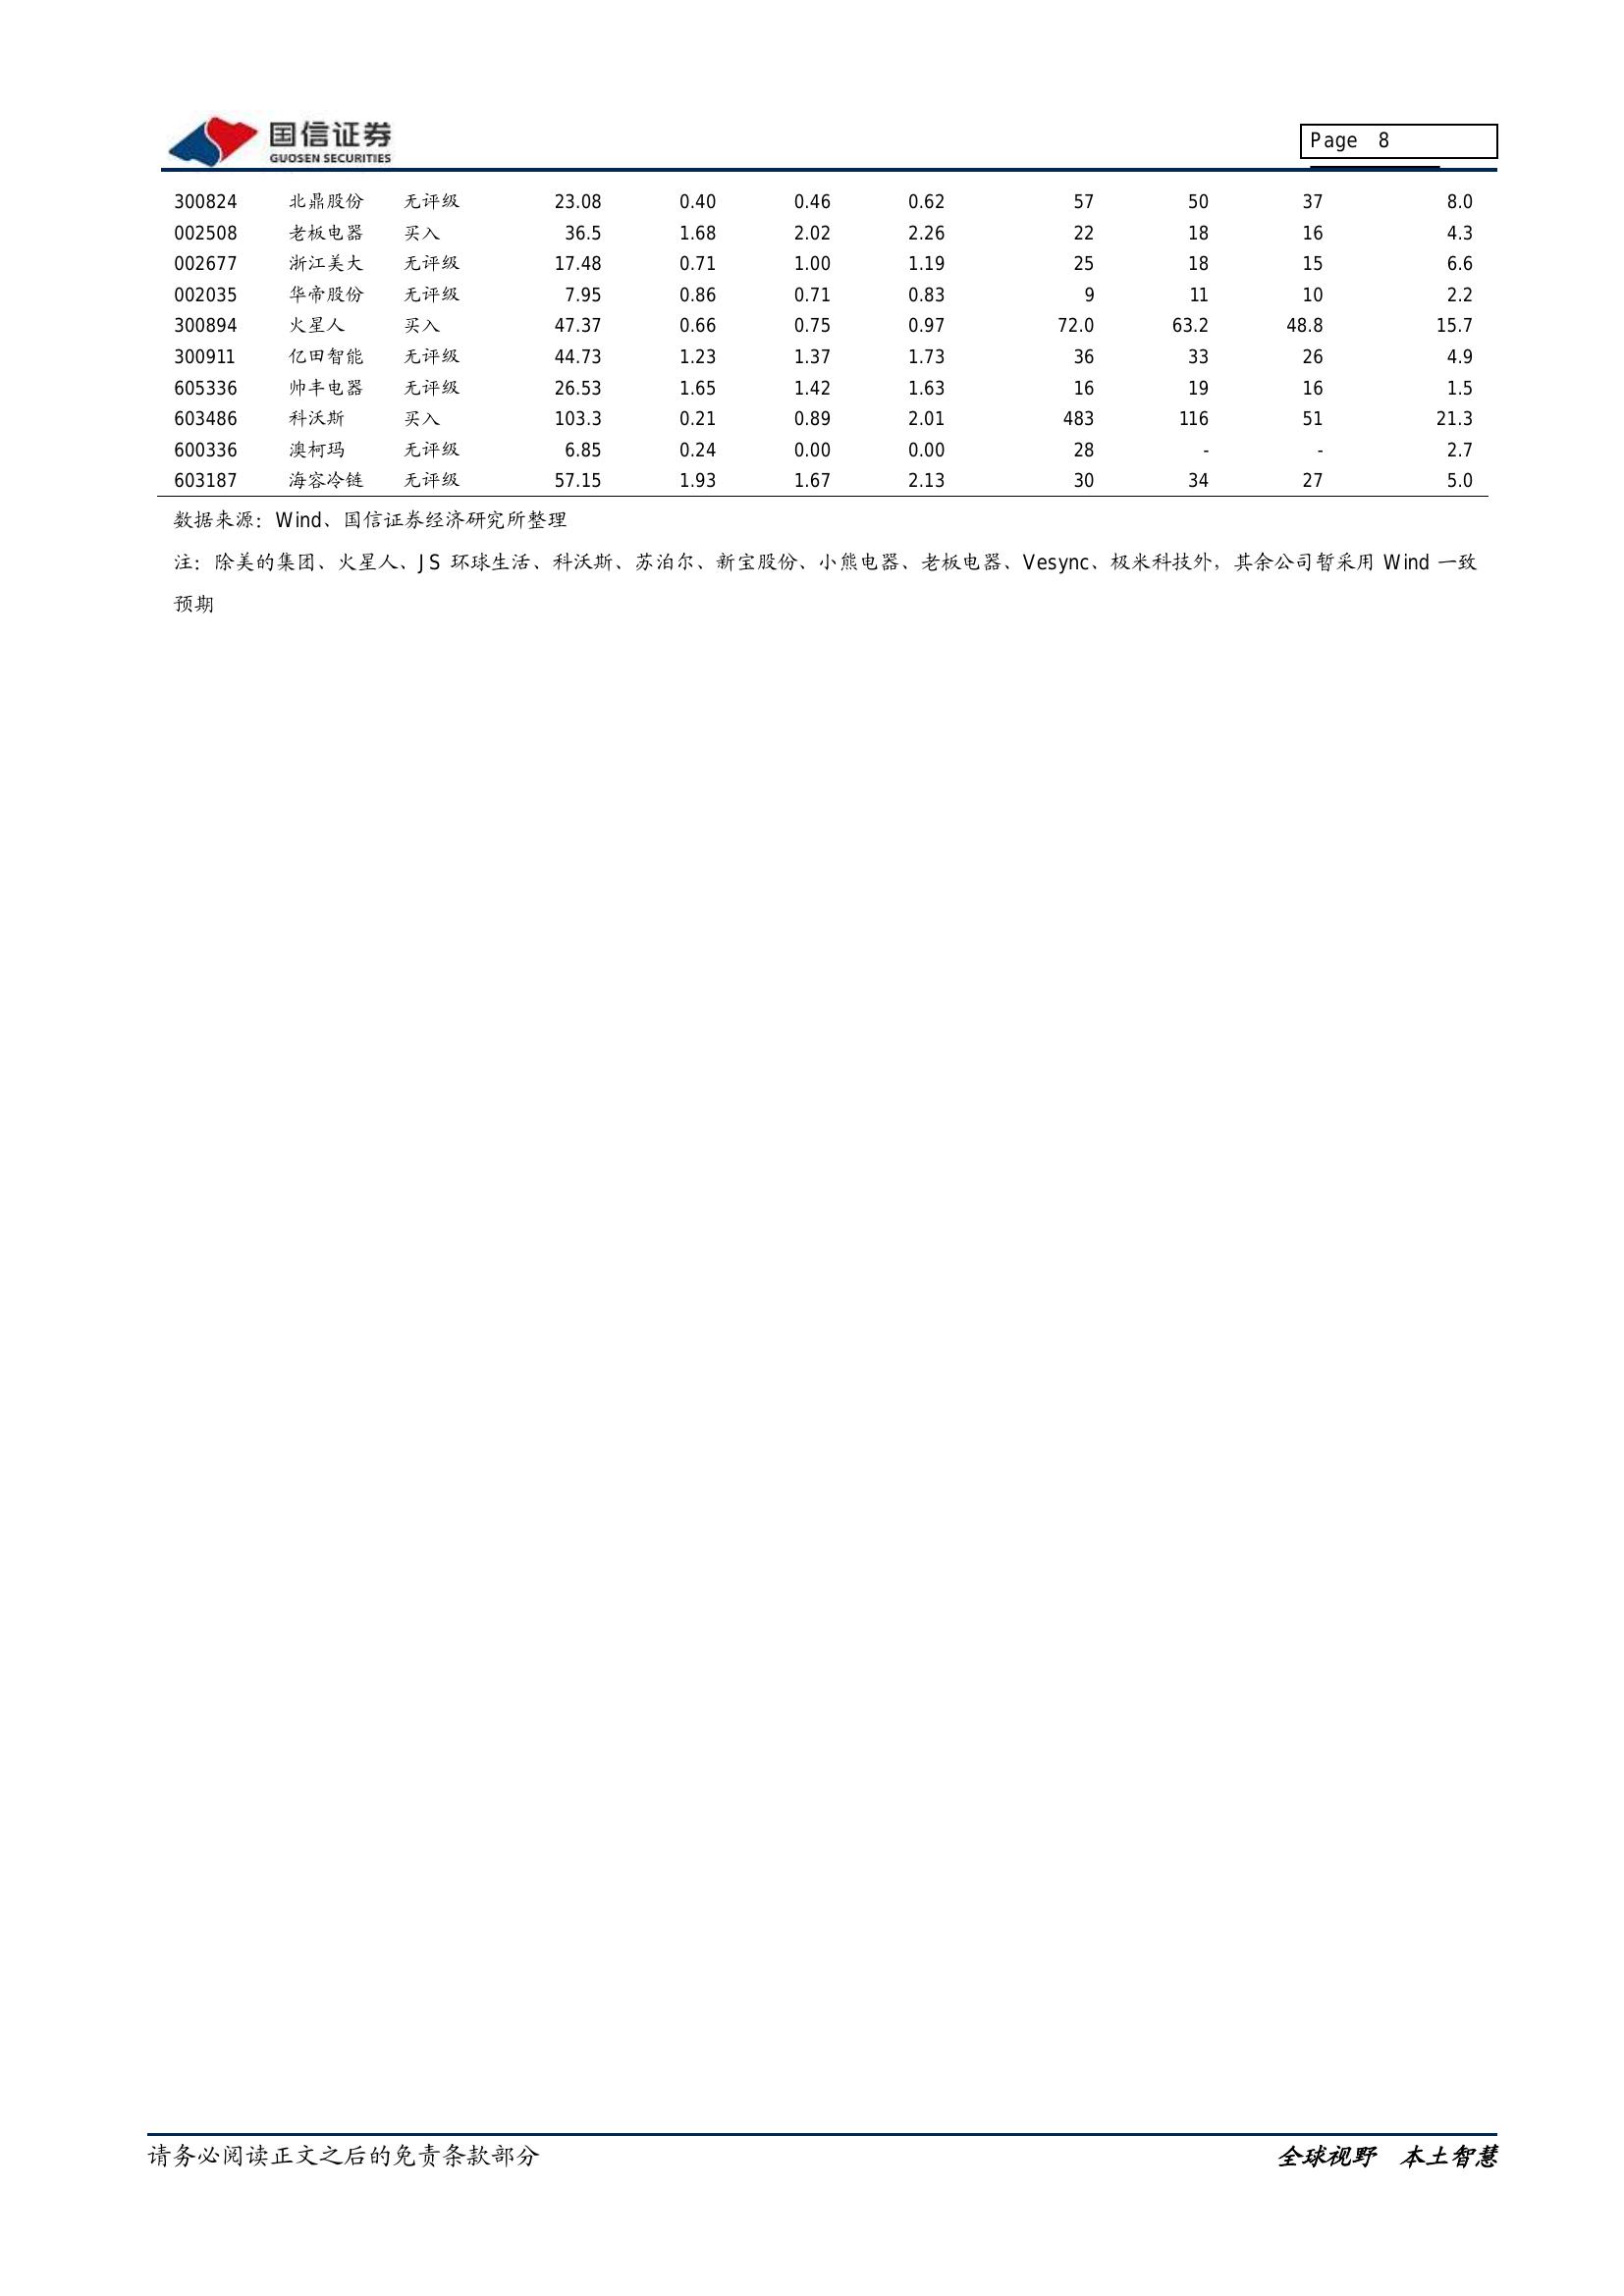 国信证券
GUOSEN SECURITIES
Page 8
300824 北鼎股份 无评级 23.08 0.40 0.46 0.62 57 50 37 8.0
002508 老板电器 买入 36.5 1.68 2.02 2.26 22 18 16 4.3
002677 浙江美大 无评级 17.48 0.71 1.00 1.19 25 18 15 6.6
002035 华帝股份 无评级 7.95 0.86 0.71 0.83 9 11 10 2.2
300894 火星人 买入 47.37 0.66 0.75 0.97 72.0 63.2 48.8 15.7
300911 亿田智能 无评级 44.73 1.23 1.37 1.73 36 33 26 4.9
605336 帅丰电器 无评级 26.53 1.65 1.42 1.63 16 19 16 1.5
603486 科沃斯 买入 103.3 0.21 0.89 2.01 483 116 51 21.3
600336 澳柯玛 无评级 6.85 0.24 0.00 0.00 28 - - 2.7
603187 海容冷链 无评级 57.15 1.93 1.67 2.13 30 34 27 5.0
数据来源：Wind、国信证券经济研究所整理
注：除美的集团、火星人、JS 环球生活、科沃斯、苏泊尔、新宝股份、小熊电器、老板电器、Vesync、极米科技外，其余公司暂采用 Wind 一致
预期
请务必阅读正文之后的免责条款部分
全球视野 本土智慧